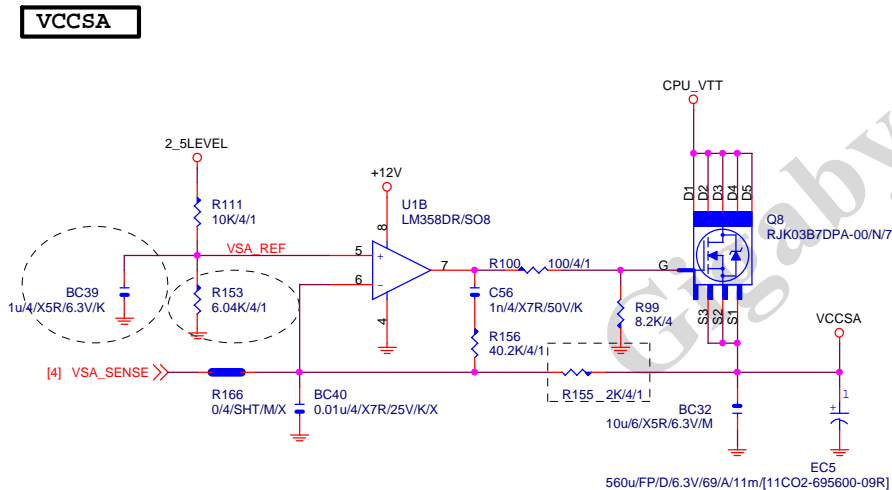 VCCSA
CPU_VTT
2_5LEVEL
+12V
R111
10K/4/1
U1B
LM358DR/SO8
D1
D2
D3
D4
D5
Q8
RJK03B7DPA-00/N/7
8
VSA_REF
5
+
7
R100
100/4/1
G
6
-
BC39
1u/4/X5R/6.3V/K
R153
6.04K/4/1
4
C56
1n/4/X7R/50V/K
R99
8.2K/4
S3
S2
S1
R156
40.2K/4/1
VCCSA
[4] VSA_SENSE
R166
0/4/SHT/M/X
BC40
0.01u/4/X7R/25V/K/X
R155 2K/4/1
BC32
10u/6/X5R/6.3V/M
1
+
EC5
560u/FP/D/6.3V/69/A/11m/[11CO2-695600-09R]
Gigaby